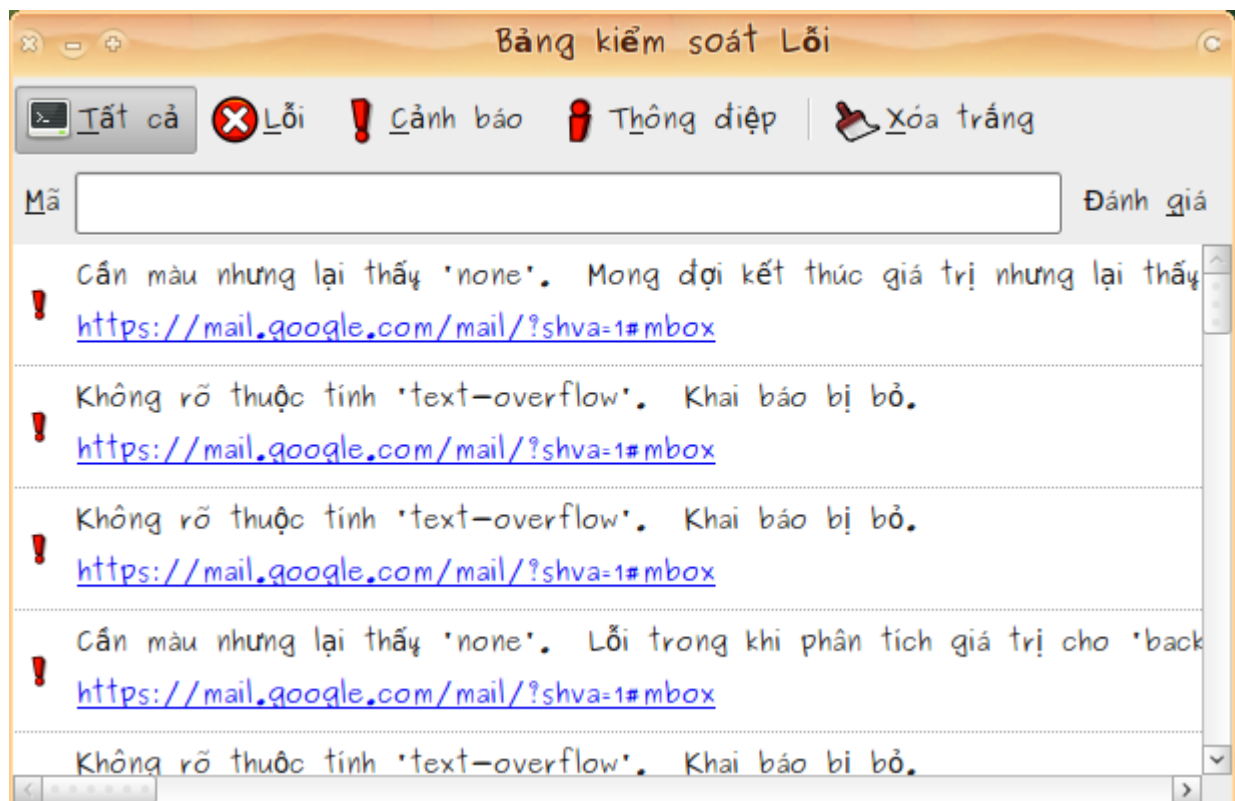 Bảng kiểm soát Lỗi
Tất cả Lỗi Cảnh báo Thông điệp Xóa trắng
Mã Đánh giá
Cần màu nhưng lại thấy 'none'. Mong đợi kết thúc giá trị nhưng lại thấy
https://mail.google.com/mail/?shva=1#mbox
Không rõ thuộc tính 'text-overflow'. Khai báo bị bỏ.
https://mail.google.com/mail/?shva=1#mbox
Không rõ thuộc tính 'text-overflow'. Khai báo bị bỏ.
https://mail.google.com/mail/?shva=1#mbox
Cần màu nhưng lại thấy 'none'. Lỗi trong khi phân tích giá trị cho 'back
https://mail.google.com/mail/?shva=1#mbox
Không rõ thuộc tính 'text-overflow'. Khai báo bị bỏ.